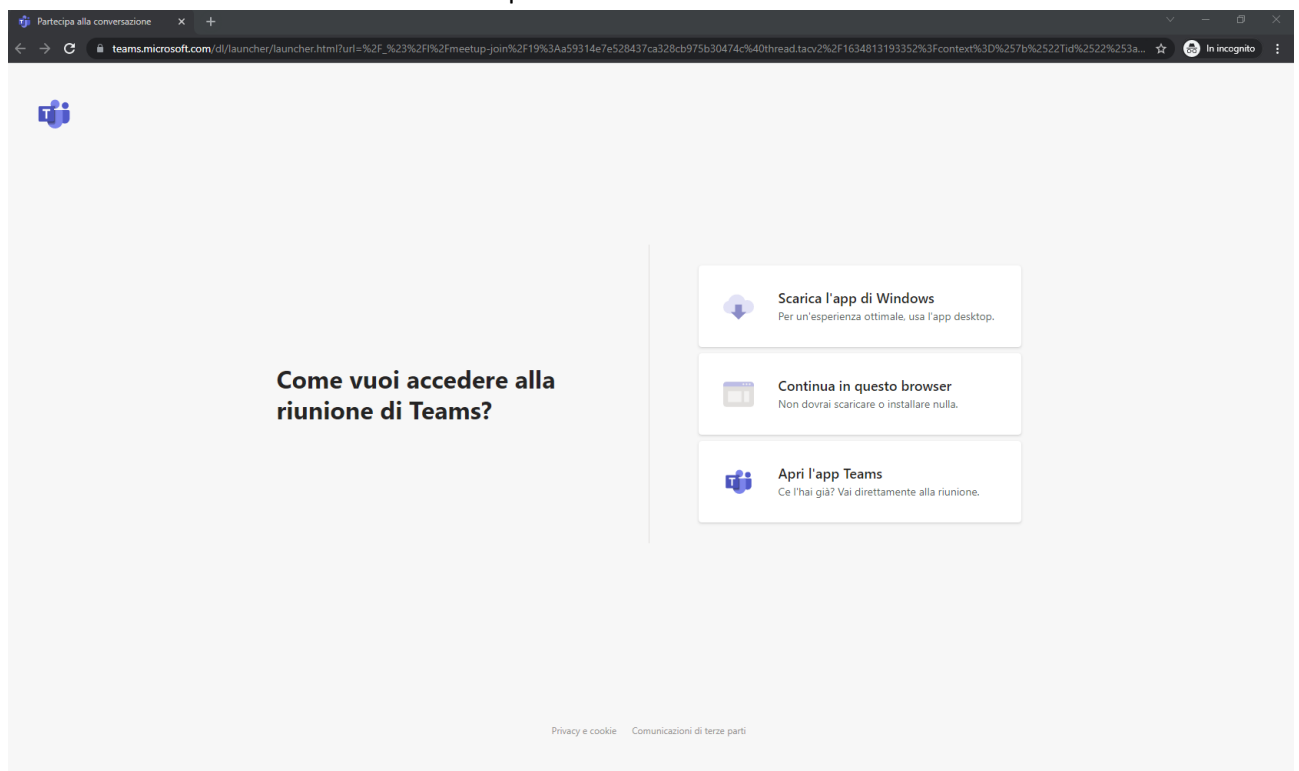 Partecipa alla conversazione
teams.microsoft.com/dl/launcher/launcher.html?url=%2F_%23%2Fl%2Fmeetup-join%2F19%3Aa59314e7e528437ca328cb975b30474c%40thread.tacv2%2F1634813193352%3Fcontext%3D%257b%2522Tid%2522%253a...
In incognito
Come vuoi accedere alla
riunione di Teams?
Scarica l'app di Windows
Per un'esperienza ottimale, usa l'app desktop.
Continua in questo browser
Non dovrai scaricare o installare nulla.
Apri l'app Teams
Ce l'hai già? Vai direttamente alla riunione.
Privacy e cookie
Comunicazioni di terze parti